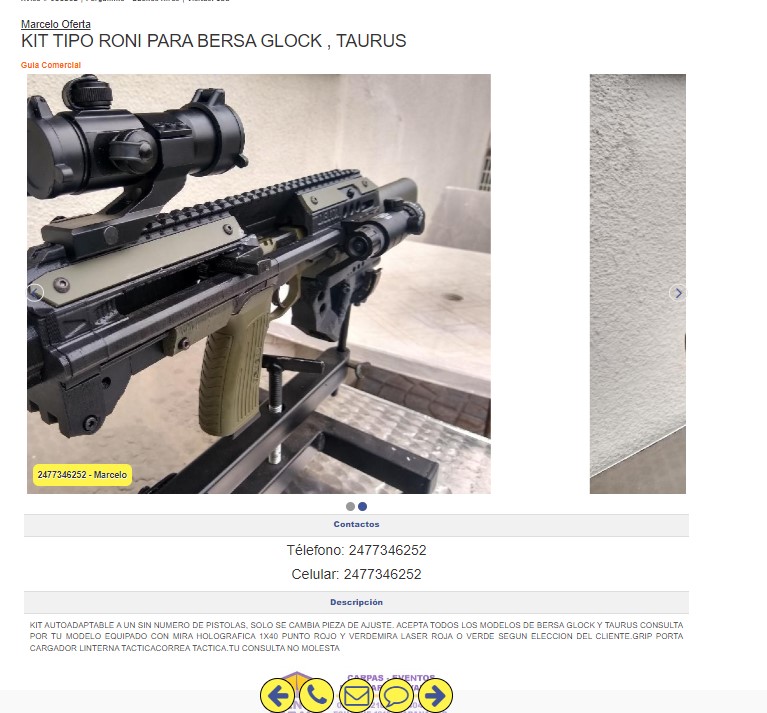 Marcelo Oferta
KIT TIPO RONI PARA BERSA GLOCK , TAURUS
Guia Comercial
2477346252 - Marcelo
Contactos
Télefono: 2477346252
Celular: 2477346252
Descripción
KIT AUTOADAPTABLE A UN SIN NUMERO DE PISTOLAS, SOLO SE CAMBIA PIEZA DE AJUSTE. ACEPTA TODOS LOS MODELOS DE BERSA GLOCK Y TAURUS CONSULTA
POR TU MODELO EQUIPADO CON MIRA HOLOGRAFICA 1X40 PUNTO ROJO Y VERDEMIRA LASER ROJA O VERDE SEGUN ELECCION DEL CLIENTE.GRIP PORTA
CARGADOR LINTERNA TACTICACORREA TACTICA.TU CONSULTA NO MOLESTA
CARPAS - EVENTOS